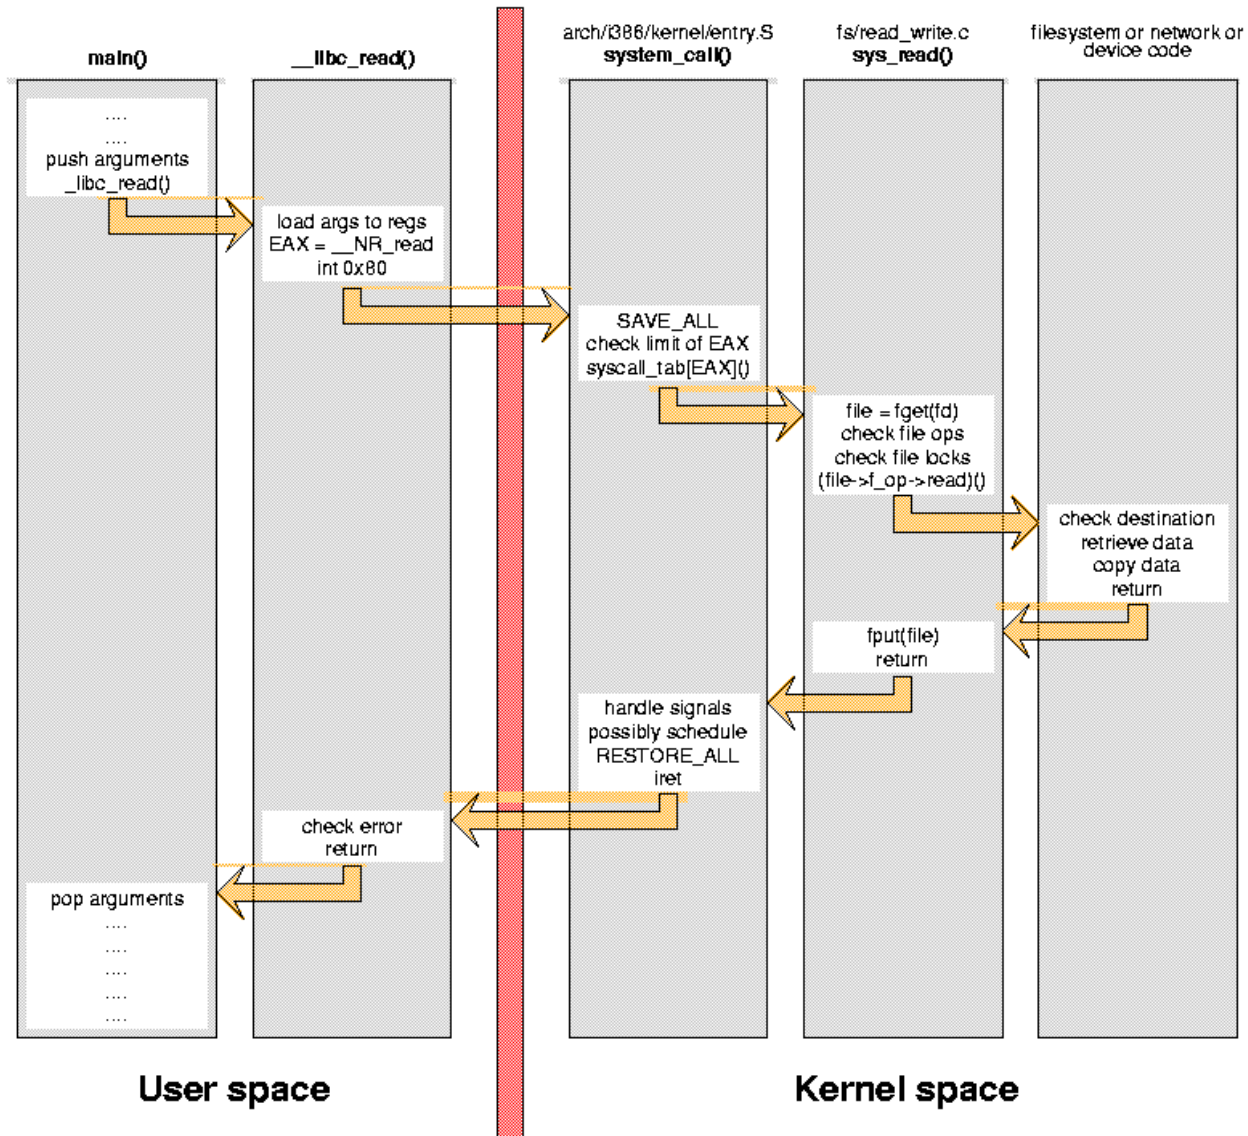 main()
__libc_read()
arch/i386/kernel/entry.S
system_call()
fs/read_write.c
sys_read()
filesystem or network or
device code
....
....
push arguments
_libc_read()
load args to regs
EAX = __NR_read
int 0x80
SAVE_ALL
check limit of EAX
syscall_tab[EAX]()
file = fget(fd)
check file ops
check file locks
(file->f_op->read)()
check destination
retrieve data
copy data
return
fput(file)
return
handle signals
possibly schedule
RESTORE_ALL
iret
check error
return
pop arguments
....
....
....
....
....
User space
Kernel space